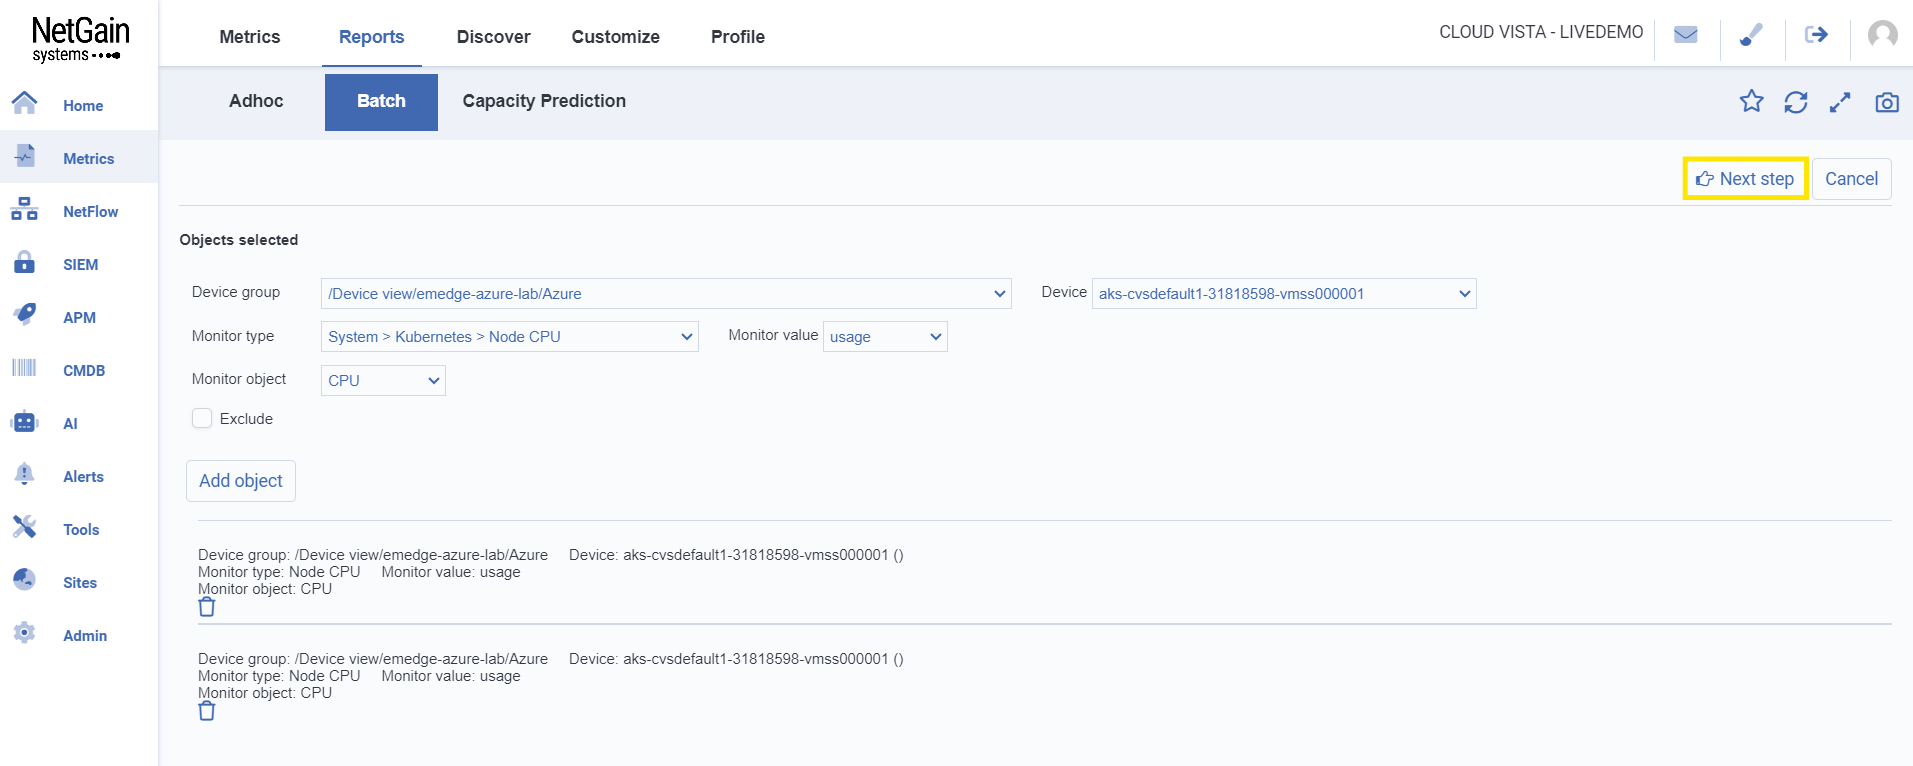 NetGain
systems
Metrics
Reports
Discover
Customize
Profile
CLOUD VISTA - LIVEDEMO
Home
Metrics
NetFlow
SIEM
APM
CMDB
AI
Alerts
Tools
Sites
Admin
Adhoc
Batch
Capacity Prediction
Next step
Cancel
Objects selected
Device group /Device view/emedge-azure-lab/Azure Device aks-cvsdefault1-31818598-vmss000001
Monitor type System > Kubernetes > Node CPU Monitor value usage
Monitor object CPU
Exclude
Add object
Device group: /Device view/emedge-azure-lab/Azure Device: aks-cvsdefault1-31818598-vmss000001 ()
Monitor type: Node CPU Monitor value: usage
Monitor object: CPU
Device group: /Device view/emedge-azure-lab/Azure Device: aks-cvsdefault1-31818598-vmss000001 ()
Monitor type: Node CPU Monitor value: usage
Monitor object: CPU